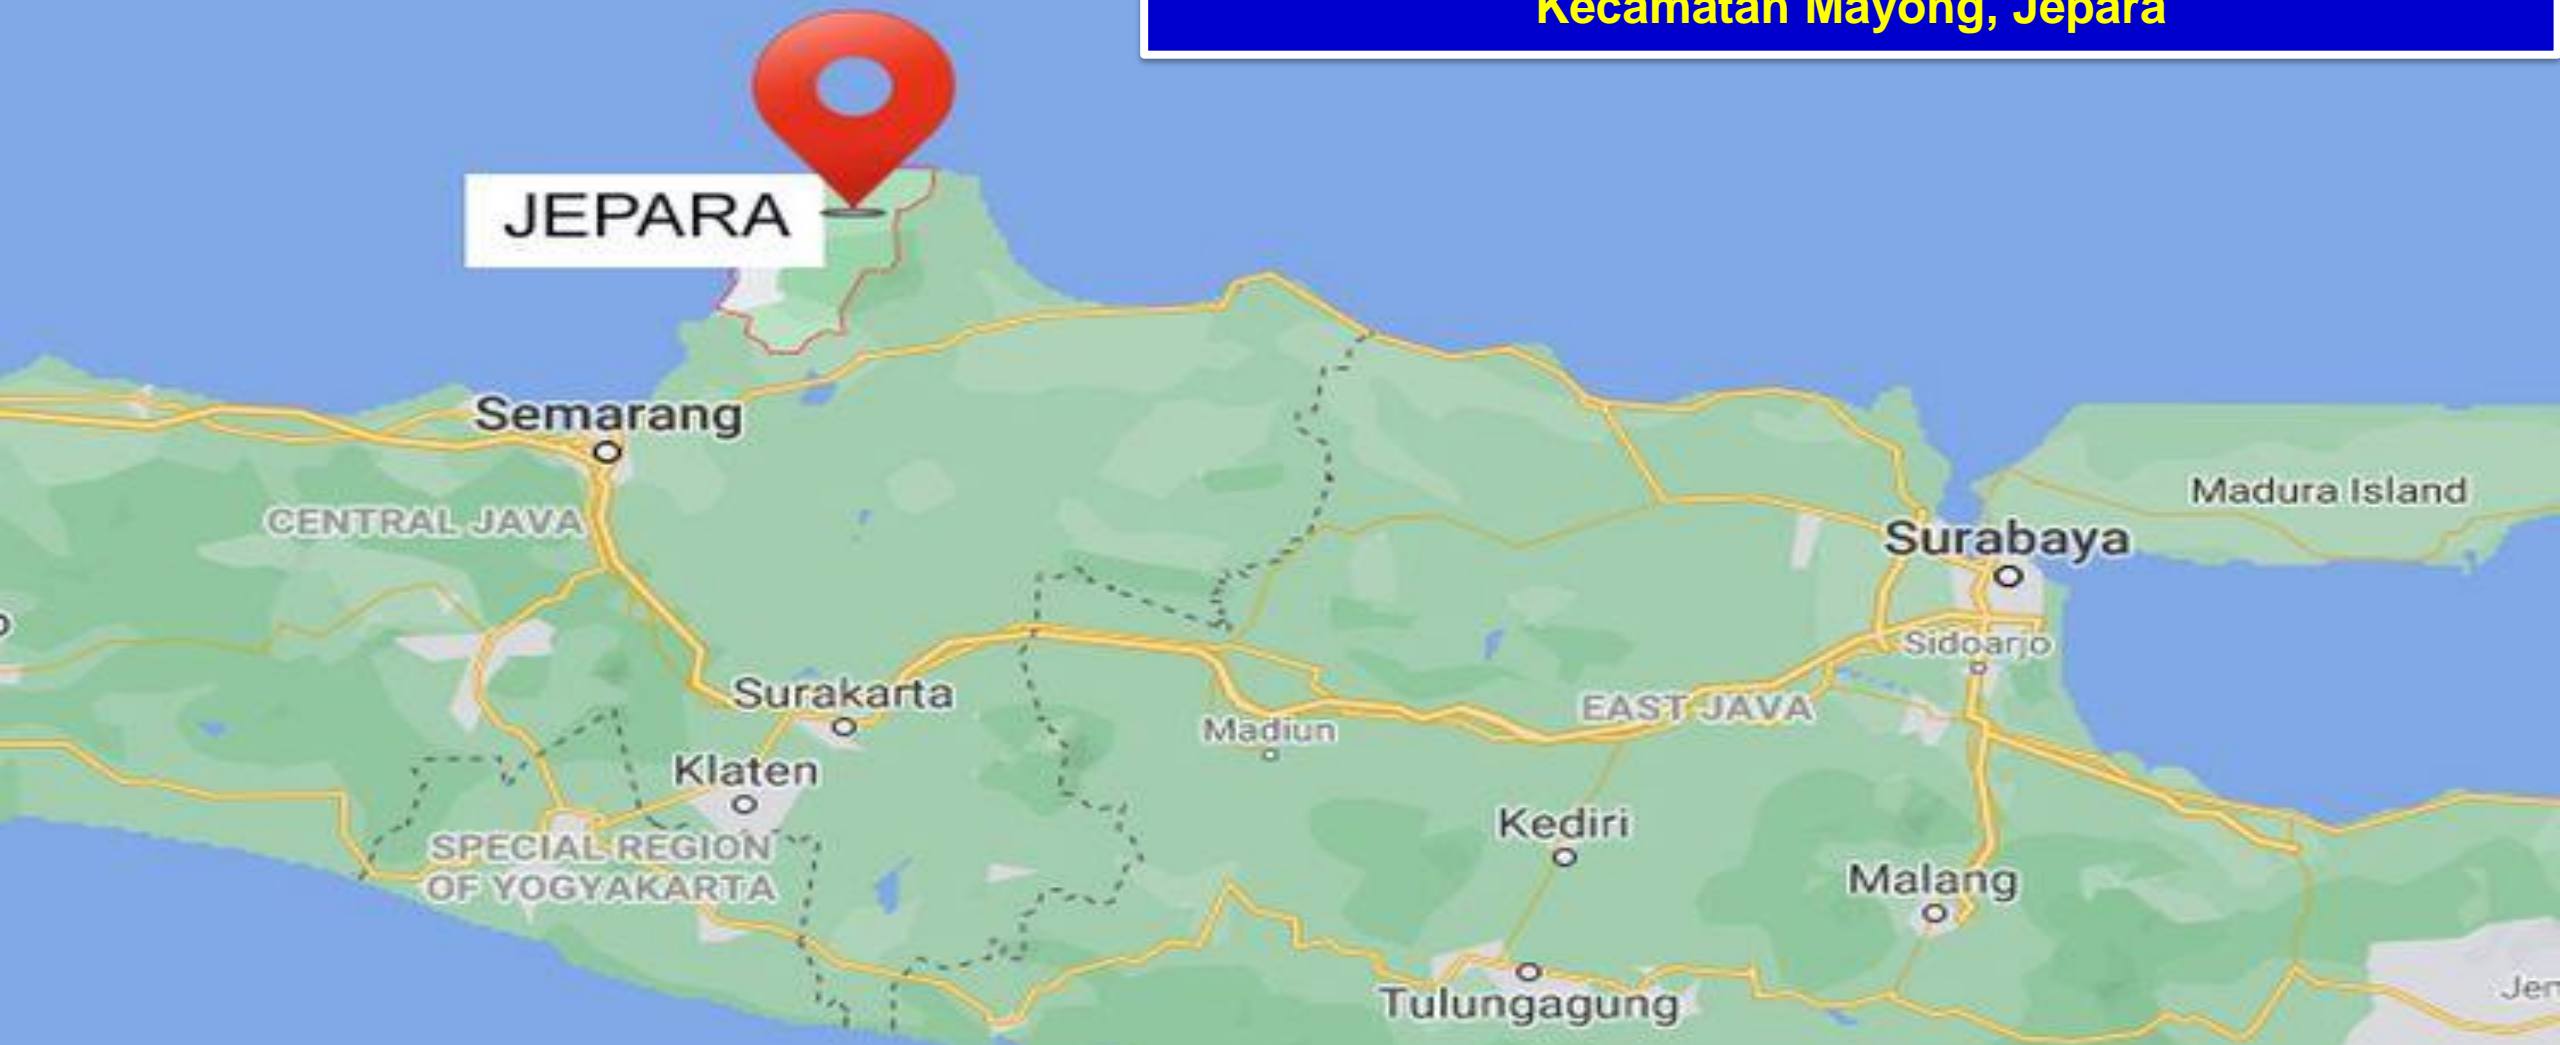 Kecamatan Mayong, Jepara
JEPARA
Semarang
CENTRAL JAVA
Madura Island
Surabaya
Sidoarjo
Surakarta
EAST JAVA
Madiun
Klaten
Kediri
SPECIAL REGION
OF YOGYAKARTA
Malang
Tulungagung